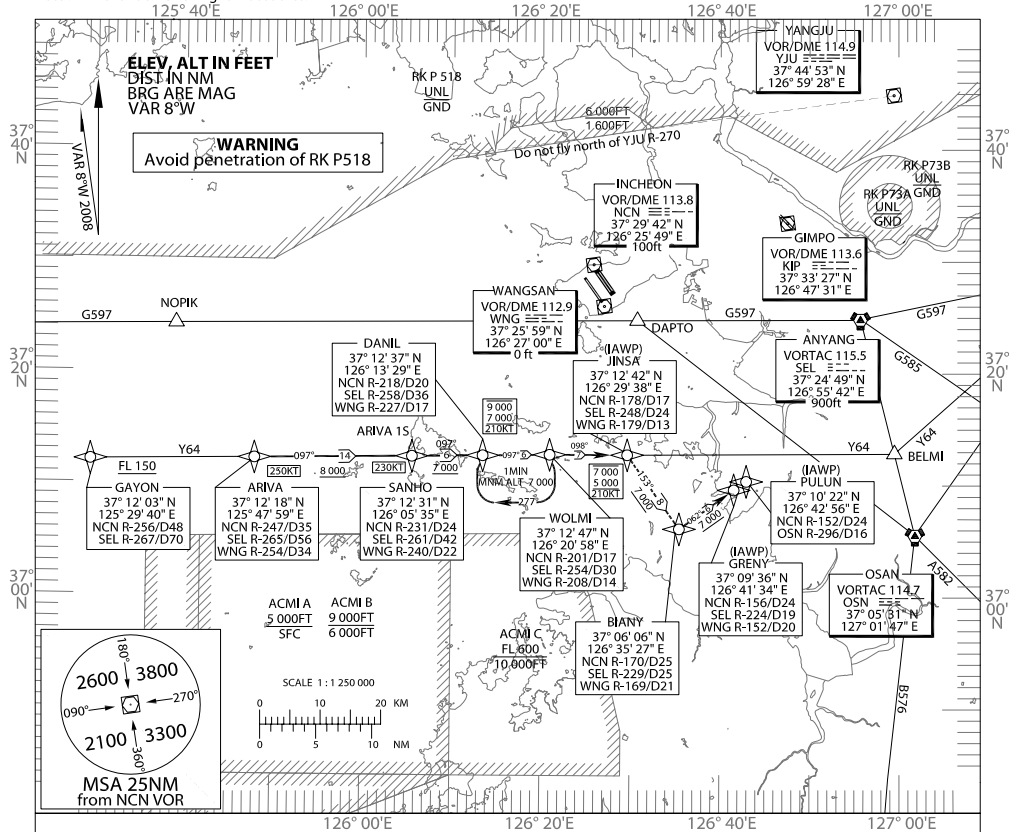 125°40'E
126°00'E
126°20'E
126°40'E
127°00'E
ELEV, ALT IN FEET
DIST IN NM
BRG ARE MAG
VAR 8°W
VAR 8°W 2008
WARNING
Avoid penetration of RK P518
RK P 518
UNL
GND
6 000FT
1 600FT
Do not fly north of YJU R-270
YANGJU
VOR/DME 114.9
YJU
37° 44' 53" N
126° 59' 28" E
37°
40'
N
37°
40'
N
RK P73B
UNL
GND
RK P73A
UNL
GND
INCHEON
VOR/DME 113.8
NCN
37° 29' 42" N
126° 25' 49" E
100ft
GIMPO
VOR/DME 113.6
KIP
37° 33' 27" N
126° 47' 31" E
WANGSAN
VOR/DME 112.9
WNG
37° 25' 59" N
126° 27' 00" E
0 ft
NOPIK
G597
DAPTO
G597
G597
G585
ANYANG
VORTAC 115.5
SEL
37° 24' 49" N
126° 55' 42" E
900ft
37°
20'
N
37°
20'
N
DANIL
37° 12' 37" N
126° 13' 29" E
NCN R-218/D20
SEL R-258/D36
WNG R-227/D17
(IAWP)
JINSA
37° 12' 42" N
126° 29' 38" E
NCN R-178/D17
SEL R-248/D24
WNG R-179/D13
9 000
7 000
210KT
ARIVA 1S
Y64
FL 150
097°
14
250KT
8 000
230KT
097°
6
7 000
097°
6
098°
7
1MIN
MNM ALT 7 000
277°
7 000
5 000
210KT
153°
8
7 000
062°
6
7 000
Y64
Y64
BELMI
GAYON
37° 12' 03" N
125° 29' 40" E
NCN R-256/D48
SEL R-267/D70
ARIVA
37° 12' 18" N
125° 47' 59" E
NCN R-247/D35
SEL R-265/D56
WNG R-254/D34
SANHO
37° 12' 31" N
126° 05' 35" E
NCN R-231/D24
SEL R-261/D42
WNG R-240/D22
WOLMI
37° 12' 47" N
126° 20' 58" E
NCN R-201/D17
SEL R-254/D30
WNG R-208/D14
(IAWP)
PULUN
37° 10' 22" N
126° 42' 56" E
NCN R-152/D24
OSN R-296/D16
(IAWP)
GRENY
37° 09' 36" N
126° 41' 34" E
NCN R-156/D24
SEL R-224/D19
WNG R-152/D20
OSAN
VORTAC 114.7
OSN
37° 05' 31" N
127° 01' 47" E
A582
B576
BIANY
37° 06' 06" N
126° 35' 27" E
NCN R-170/D25
SEL R-229/D25
WNG R-169/D21
37°
00'
N
37°
00'
N
ACMI A
5 000FT
SFC
ACMI B
9 000FT
6 000FT
ACMI C
FL 600
10 000FT
SCALE 1 : 1 250 000
0 10 20 KM
0 5 10 NM
180°
2600
3800
090°
270°
2100
3300
360°
MSA 25NM
from NCN VOR
126°00'E
126°20'E
126°40'E
127°00'E